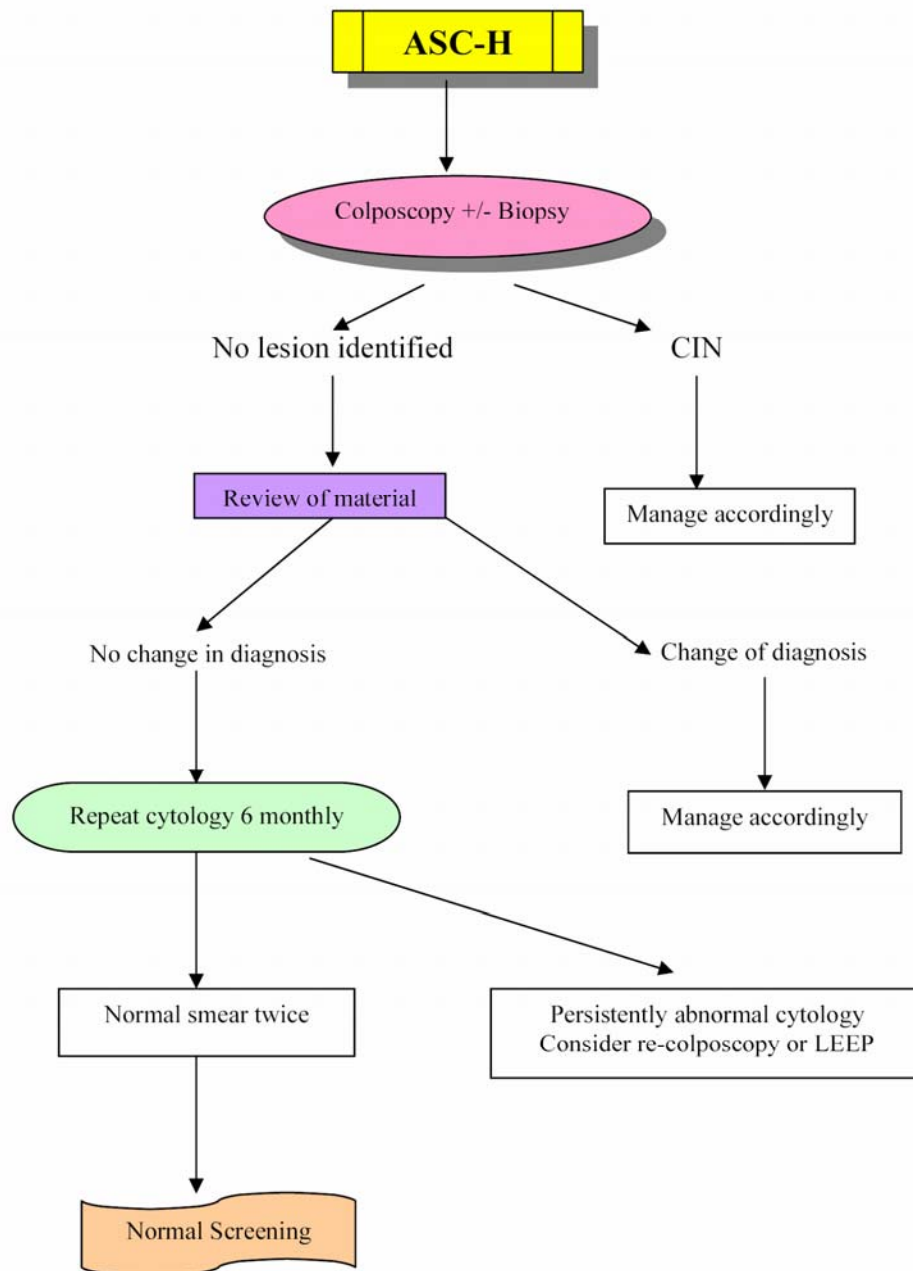 ASC-H
Colposcopy +/- Biopsy
No lesion identified
CIN
Review of material
Manage accordingly
No change in diagnosis
Change of diagnosis
Repeat cytology 6 monthly
Manage accordingly
Normal smear twice
Persistently abnormal cytology
Consider re-colposcopy or LEEP
Normal Screening